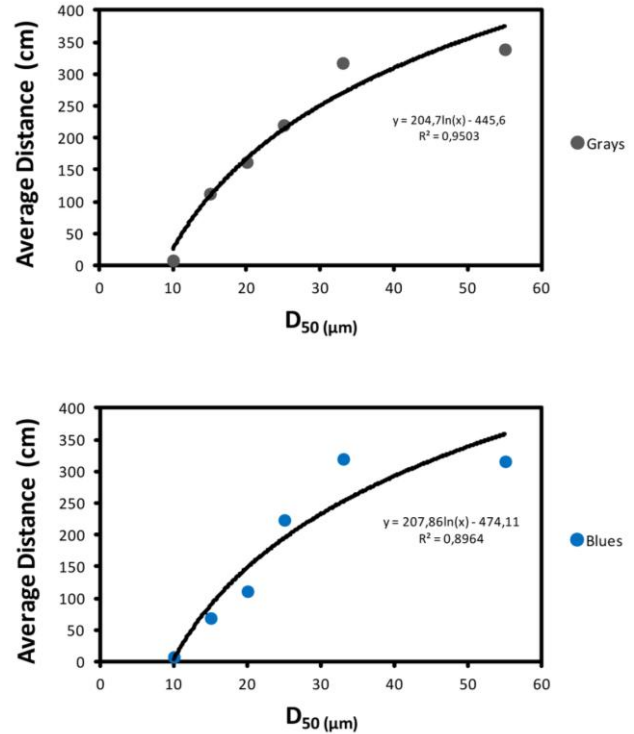 400
350
300
250
200
150
100
50
0
Average Distance (cm)
y = 204,7ln(x) - 445,6
R² = 0,9503
Grays
0 10 20 30 40 50 60
D₅₀ (µm)
400
350
300
250
200
150
100
50
0
Average Distance (cm)
y = 207,86ln(x) - 474,11
R² = 0,8964
Blues
0 10 20 30 40 50 60
D₅₀ (µm)